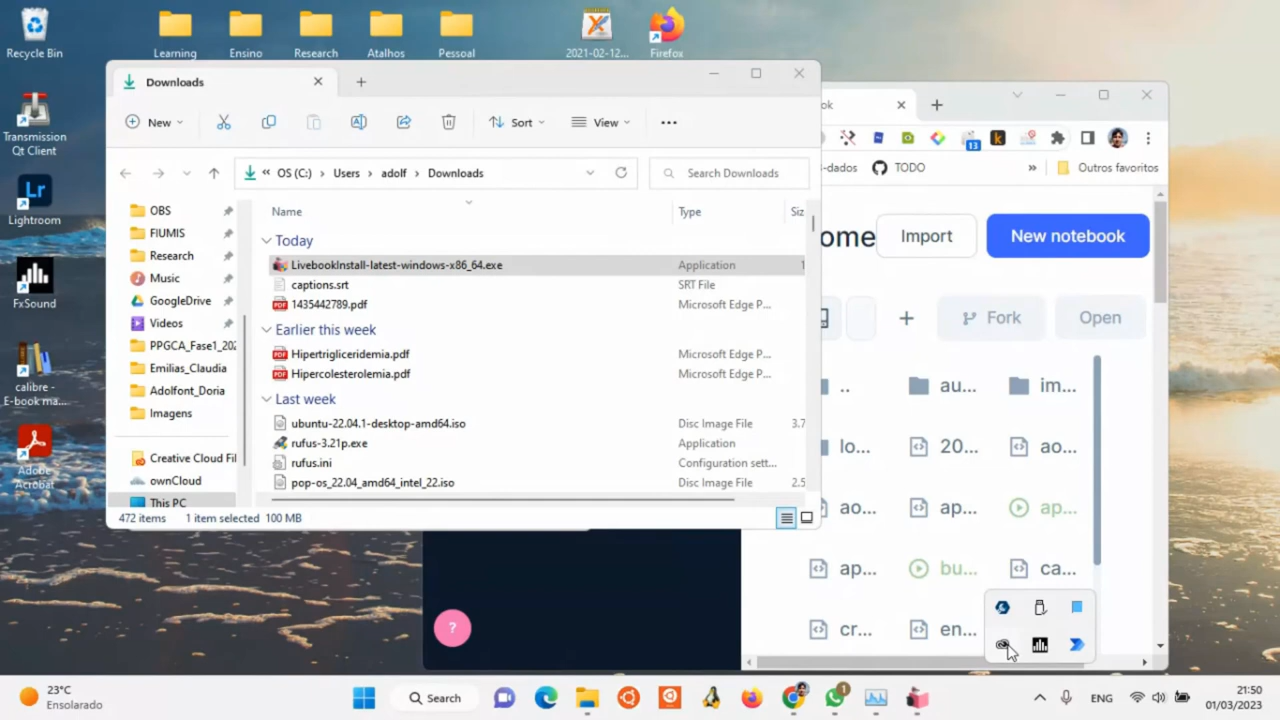 Recycle Bin
Learning
Ensino
Research
Atalhos
Pessoal
2021-02-12...
Firefox
Transmission
Qt Client
Lightroom
FxSound
calibre -
E-book ma...
Adobe
Acrobat
Downloads
New
Sort
View
OS (C:)
Users
adolf
Downloads
Search Downloads
OBS
FIUMIS
Research
Music
GoogleDrive
Videos
PPGCA_Fase1_202
Emilias_Claudia
Adolfont_Doria
Imagens
Creative Cloud Fil
ownCloud
This PC
Name
Type
Siz
Today
LivebookInstall-latest-windows-x86_64.exe
Application
1
captions.srt
SRT File
1435442789.pdf
Microsoft Edge P...
Earlier this week
Hipertrigliceridemia.pdf
Microsoft Edge P...
Hipercolesterolemia.pdf
Microsoft Edge P...
Last week
ubuntu-22.04.1-desktop-amd64.iso
Disc Image File
3.7
rufus-3.21p.exe
Application
rufus.ini
Configuration sett...
pop-os_22.04_amd64_intel_22.iso
Disc Image File
2.5
472 items
1 item selected
100 MB
ok
13
-dados
TODO
»
Outros favoritos
ome
Import
New notebook
+
Fork
Open
..
au...
im...
lo...
20...
ao...
ao...
ap...
ap...
ap...
bu...
ca...
cr...
en...
?
23°C
Ensolarado
Search
1
ENG
21:50
01/03/2023